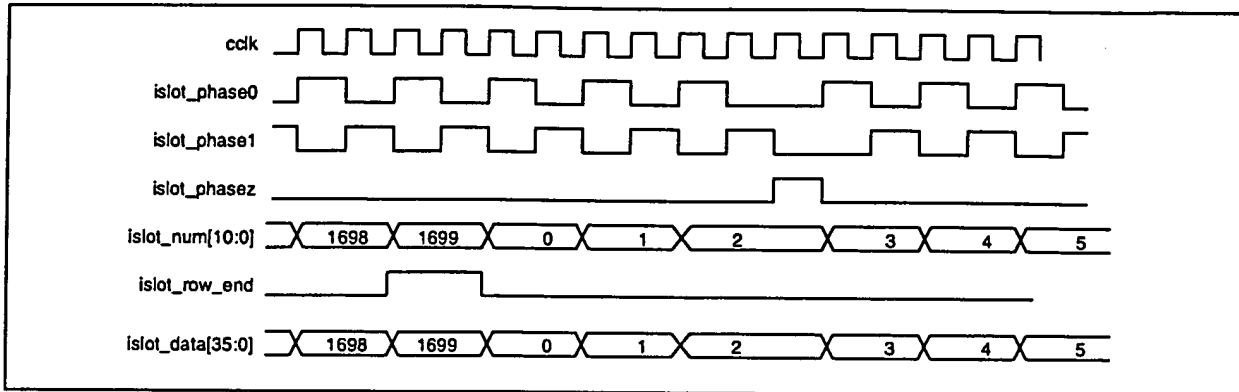 cclk
islot_phase0
islot_phase1
islot_phasez
islot_num[10:0] 1698 1699 0 1 2 3 4 5
islot_row_end
islot_data[35:0] 1698 1699 0 1 2 3 4 5